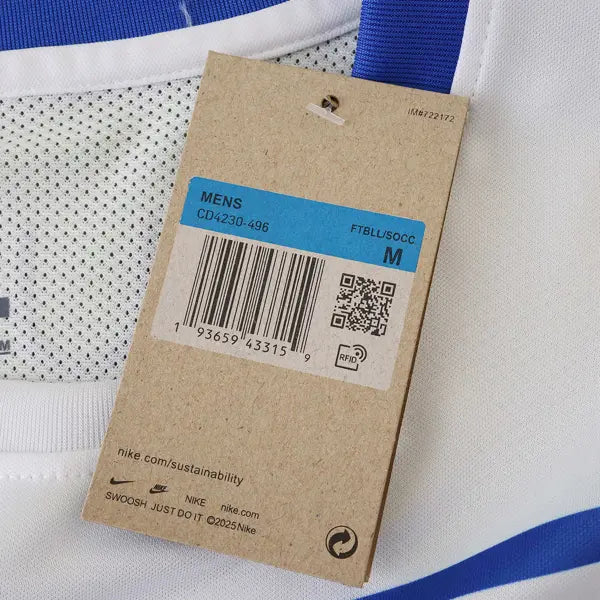 IM#722172
MENS
CD4230-496
FTBLL/SOCC
M
1 93659 43315 9
RFID
nike.com/sustainability
NIKE nike.com
SWOOSH JUST DO IT ©2025 Nike
M